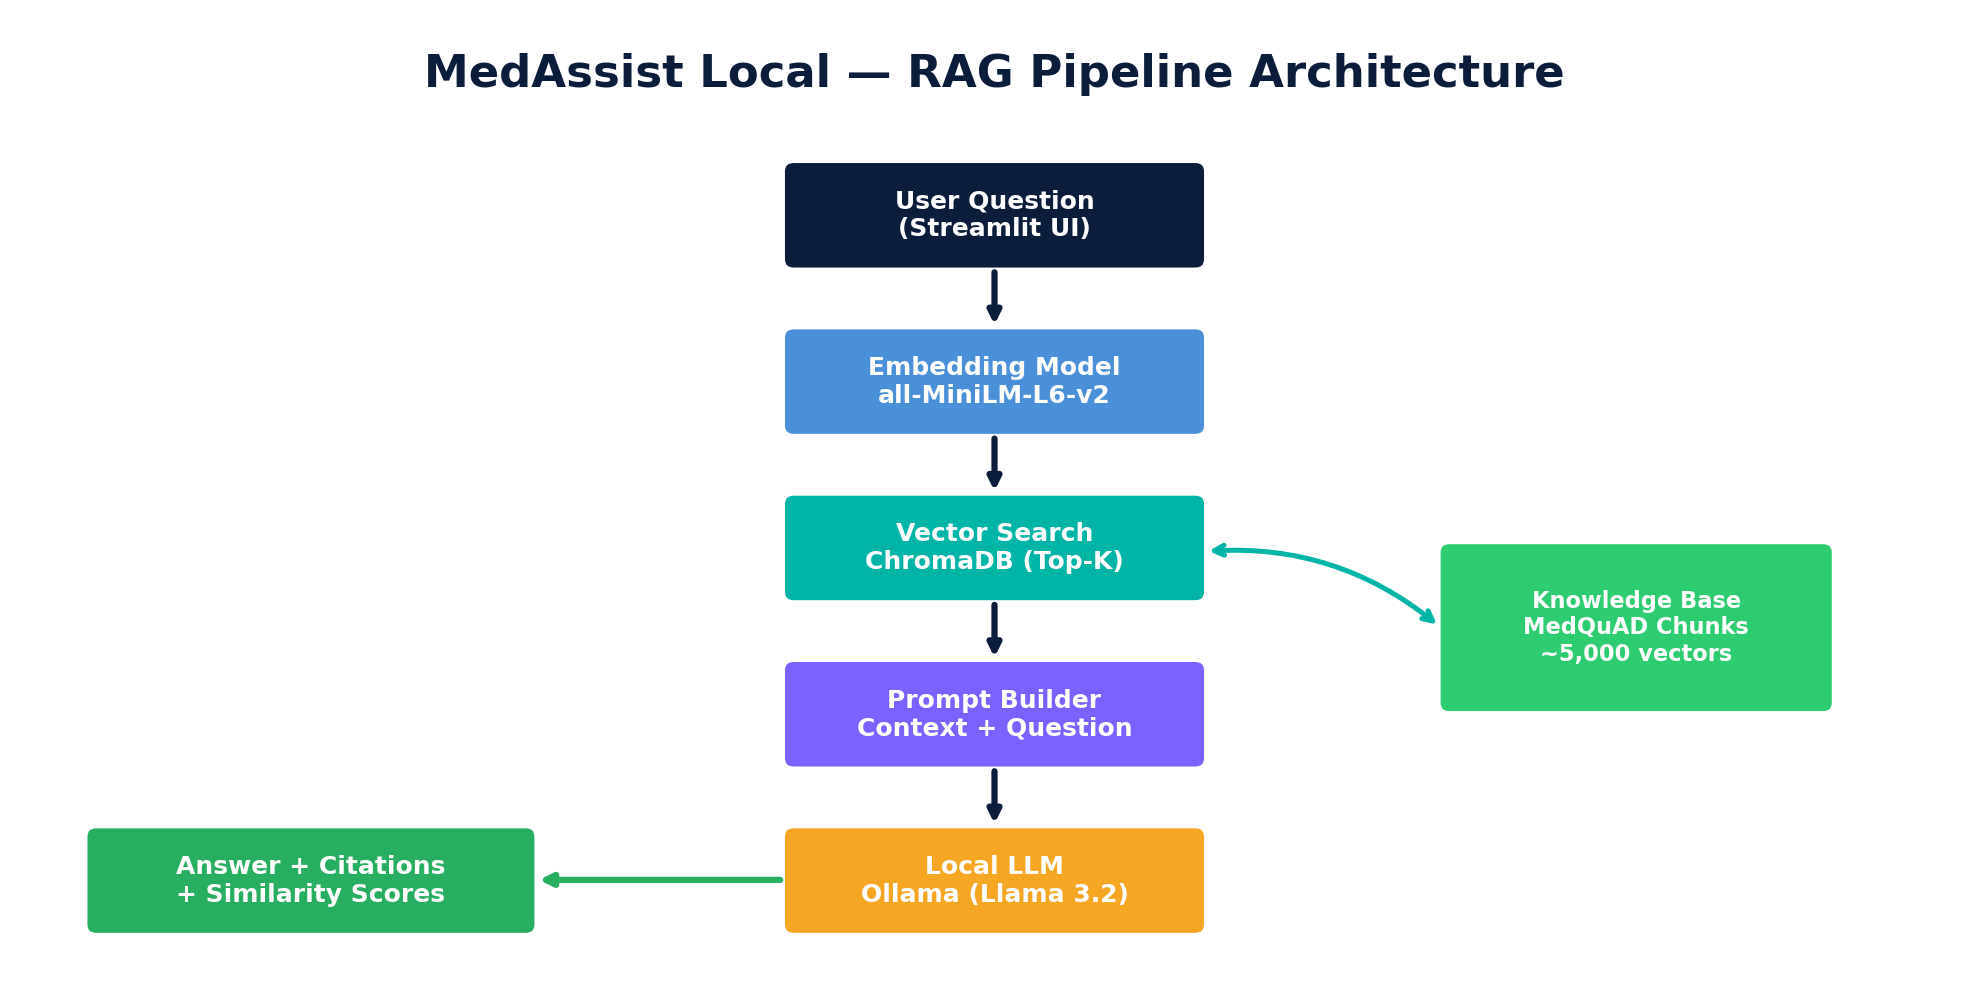 MedAssist Local — RAG Pipeline Architecture
User Question
(Streamlit UI)
Embedding Model
all-MiniLM-L6-v2
Vector Search
ChromaDB (Top-K)
Knowledge Base
MedQuAD Chunks
~5,000 vectors
Prompt Builder
Context + Question
Local LLM
Ollama (Llama 3.2)
Answer + Citations
+ Similarity Scores